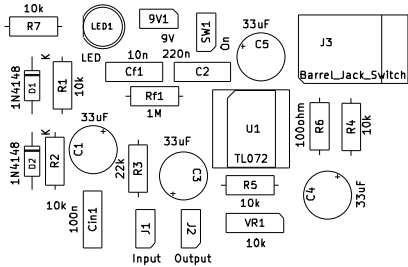 10k
R7
LED1
LED
9V1
9V
SW1
On
33uF
C5
J3
Barrel_Jack_Switch
10n
Cf1
220n
C2
K
1N4148
D1
R1
10k
Rf1
1M
U1
TL072
100ohm
R6
R4
10k
K
1N4148
D2
R2
10k
33uF
C1
22k
R3
33uF
C3
R5
10k
C4
33uF
100n
Cin1
J1
Input
J2
Output
VR1
10k